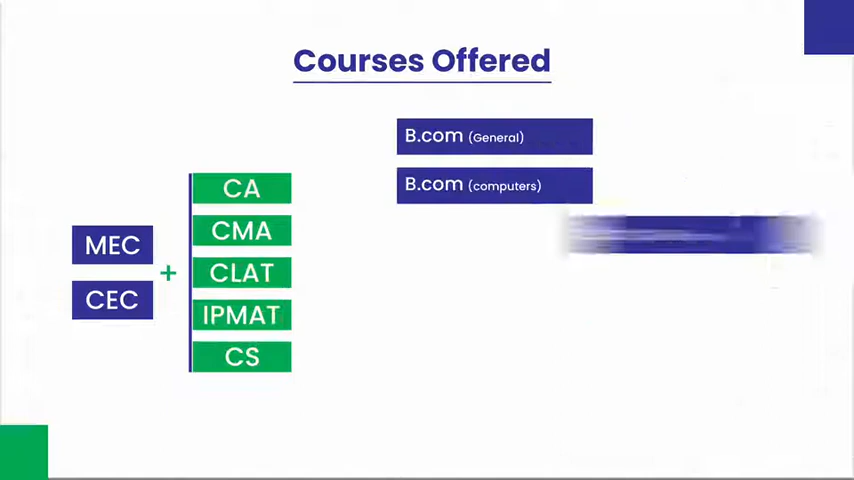 Courses Offered
MEC
CEC
+
CA
CMA
CLAT
IPMAT
CS
B.com (General)
B.com (computers)